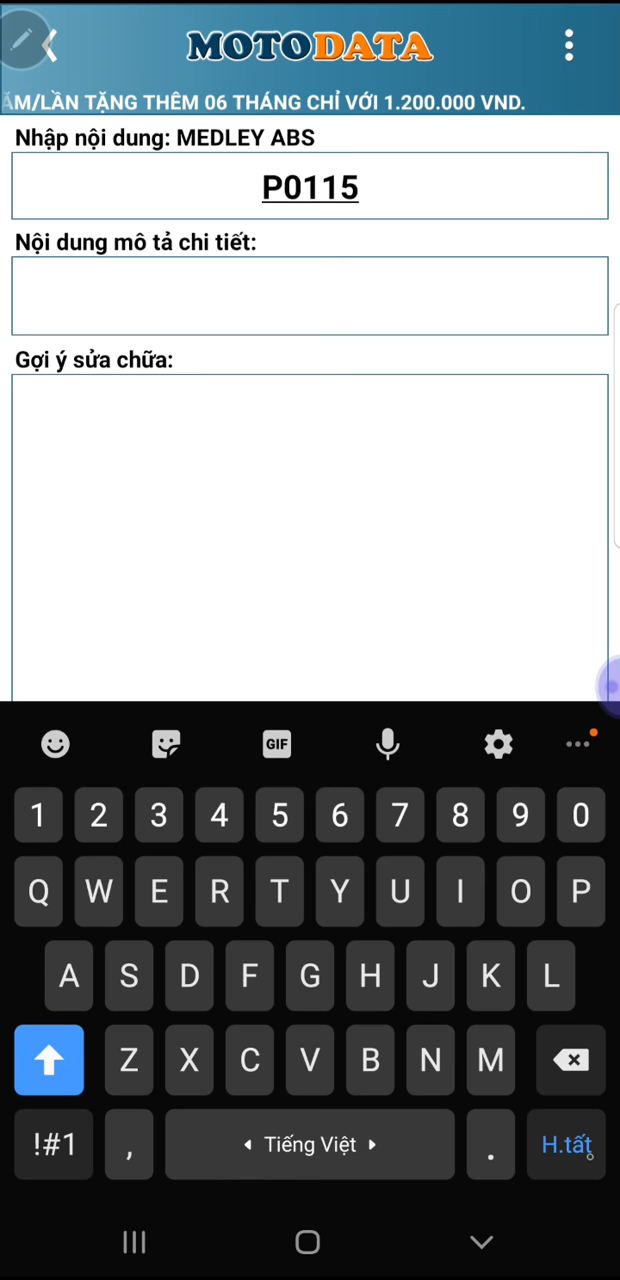 MOTODATA
ĂM/LẦN TẶNG THÊM 06 THÁNG CHỈ VỚI 1.200.000 VND.
Nhập nội dung: MEDLEY ABS
P0115
Nội dung mô tả chi tiết:
Gợi ý sửa chữa:
GIF
1 2 3 4 5 6 7 8 9 0
Q W E R T Y U I O P
A S D F G H J K L
Z X C V B N M
!#1 , Tiếng Việt . H.tất